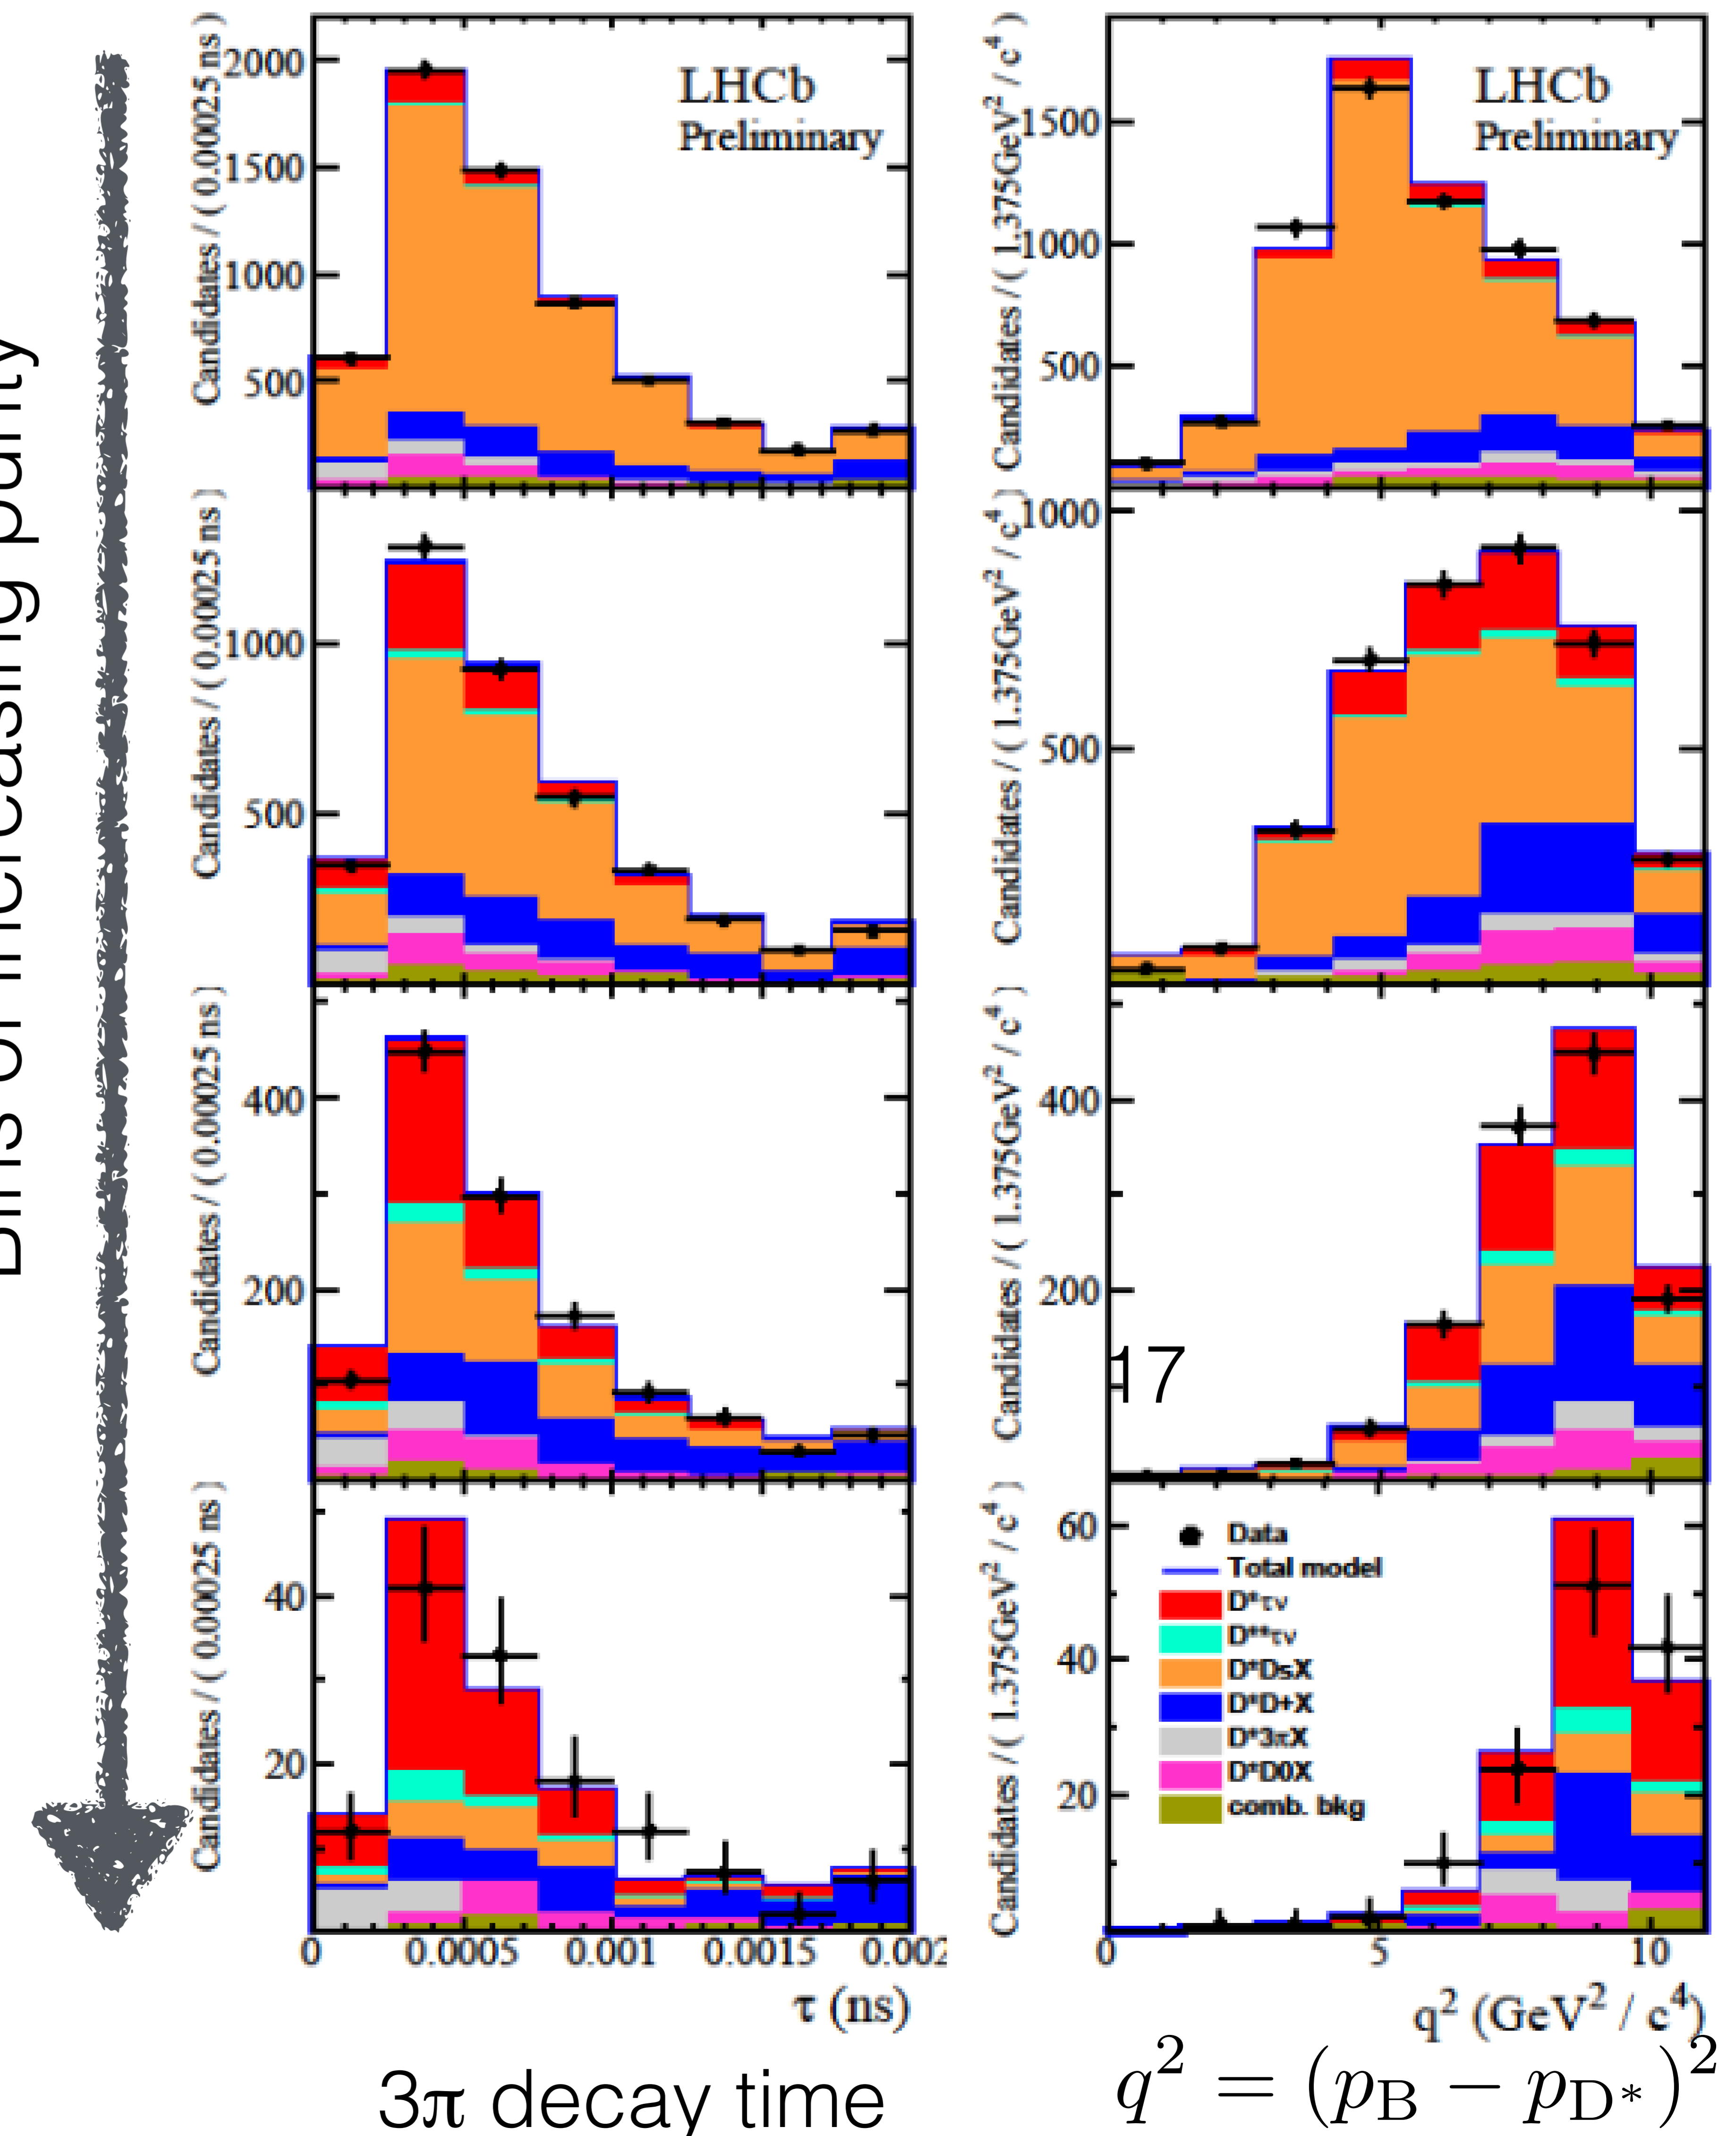 Bins of increasing purity
Candidates / ( 0.00025 ns )
2000
1500
1000
500
LHCb
Preliminary
Candidates / ( 1.375GeV² / c⁴ )
1500
1000
500
LHCb
Preliminary
Candidates / ( 0.00025 ns )
1000
500
Candidates / ( 1.375GeV² / c⁴ )
1000
500
Candidates / ( 0.00025 ns )
400
200
Candidates / ( 1.375GeV² / c⁴ )
400
200
17
Candidates / ( 0.00025 ns )
40
20
0 0.0005 0.001 0.0015 0.002
τ (ns)
Candidates / ( 1.375GeV² / c⁴ )
60
40
20
Data
Total model
D*τν
D**τν
D*DsX
D*D+X
D*3πX
D*D0X
comb. bkg
0 5 10
q² (GeV² / c⁴)
3π decay time
q² = (p_B − p_D*)²